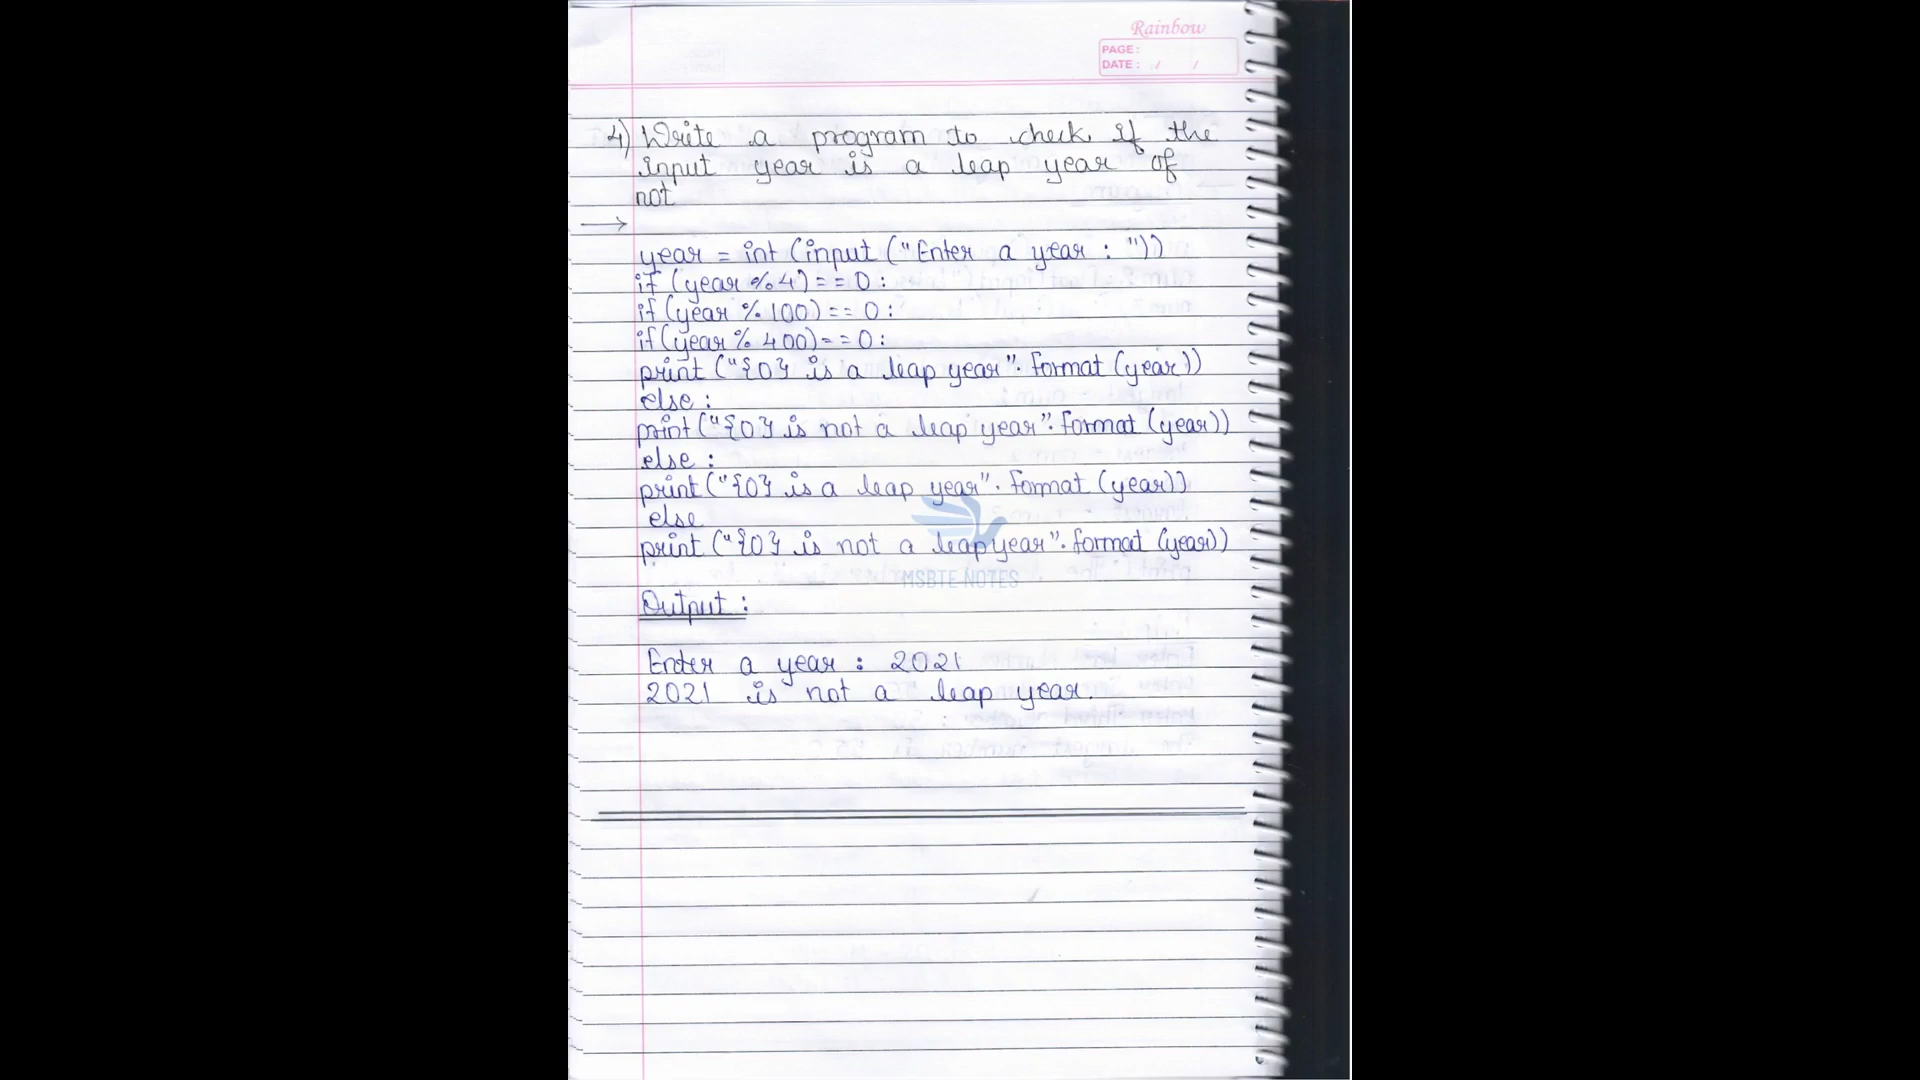 Rainbow
PAGE:
DATE: / /
4) Write a program to check if the
input year is a leap year of
not
→
year = int (input ("Enter a year : "))
if (year % 4) == 0 :
if (year % 100) == 0 :
if (year % 400) == 0 :
print ("{0} is a leap year". format (year))
else :
print ("{0} is not a leap year". format (year))
else :
print ("{0} is a leap year". format (year))
else
print ("{0} is not a leap year". format (year))
MSBTE NOTES
Output :
Enter a year : 2021
2021 is not a leap year.